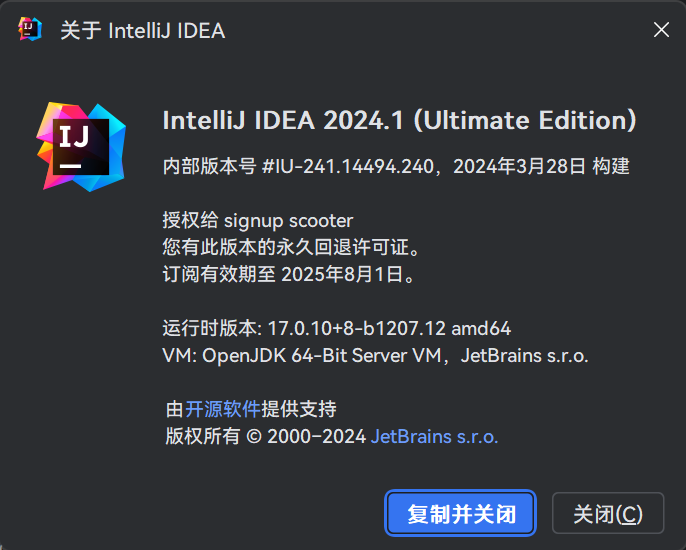 关于 IntelliJ IDEA
IJ
IntelliJ IDEA 2024.1 (Ultimate Edition)
内部版本号 #IU-241.14494.240，2024年3月28日 构建
授权给 signup scooter
您有此版本的永久回退许可证。
订阅有效期至 2025年8月1日。
运行时版本: 17.0.10+8-b1207.12 amd64
VM: OpenJDK 64-Bit Server VM，JetBrains s.r.o.
由开源软件提供支持
版权所有 © 2000–2024 JetBrains s.r.o.
复制并关闭
关闭(C)